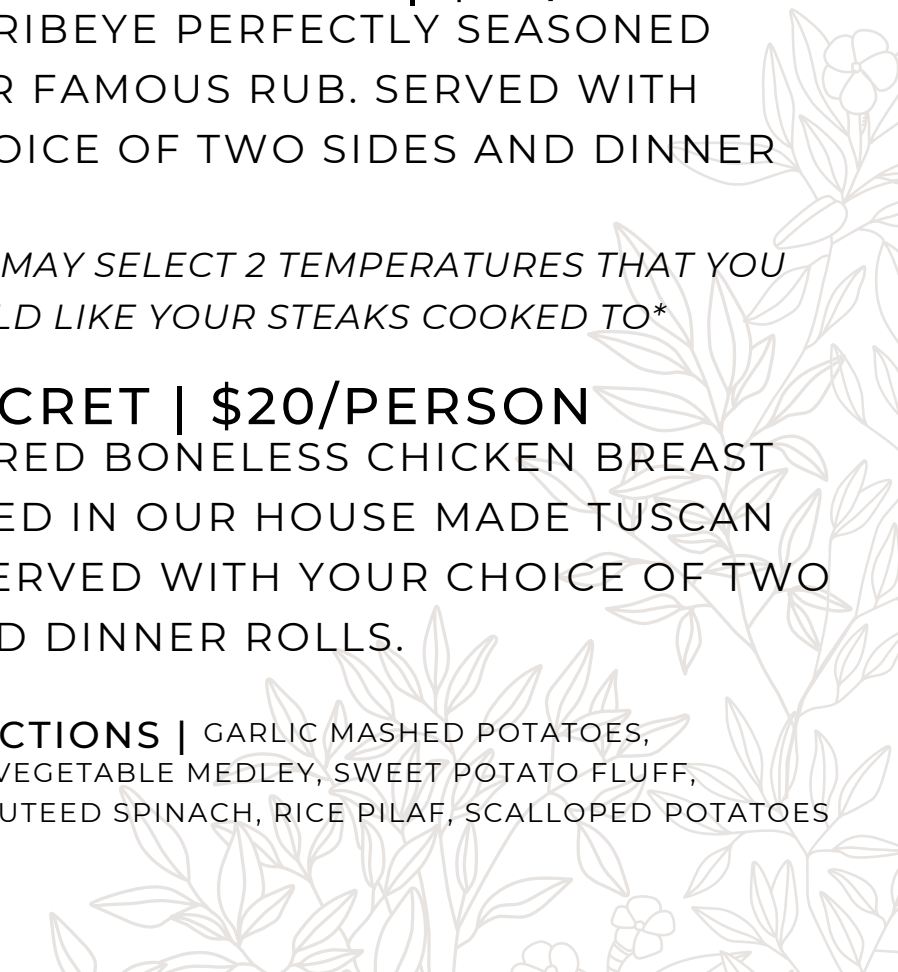 RIBEYE PERFECTLY SEASONED
R FAMOUS RUB. SERVED WITH
OICE OF TWO SIDES AND DINNER
MAY SELECT 2 TEMPERATURES THAT YOU
LD LIKE YOUR STEAKS COOKED TO*
CRET | $20/PERSON
RED BONELESS CHICKEN BREAST
ED IN OUR HOUSE MADE TUSCAN
ERVED WITH YOUR CHOICE OF TWO
D DINNER ROLLS.
CTIONS | GARLIC MASHED POTATOES,
VEGETABLE MEDLEY, SWEET POTATO FLUFF,
UTEED SPINACH, RICE PILAF, SCALLOPED POTATOES